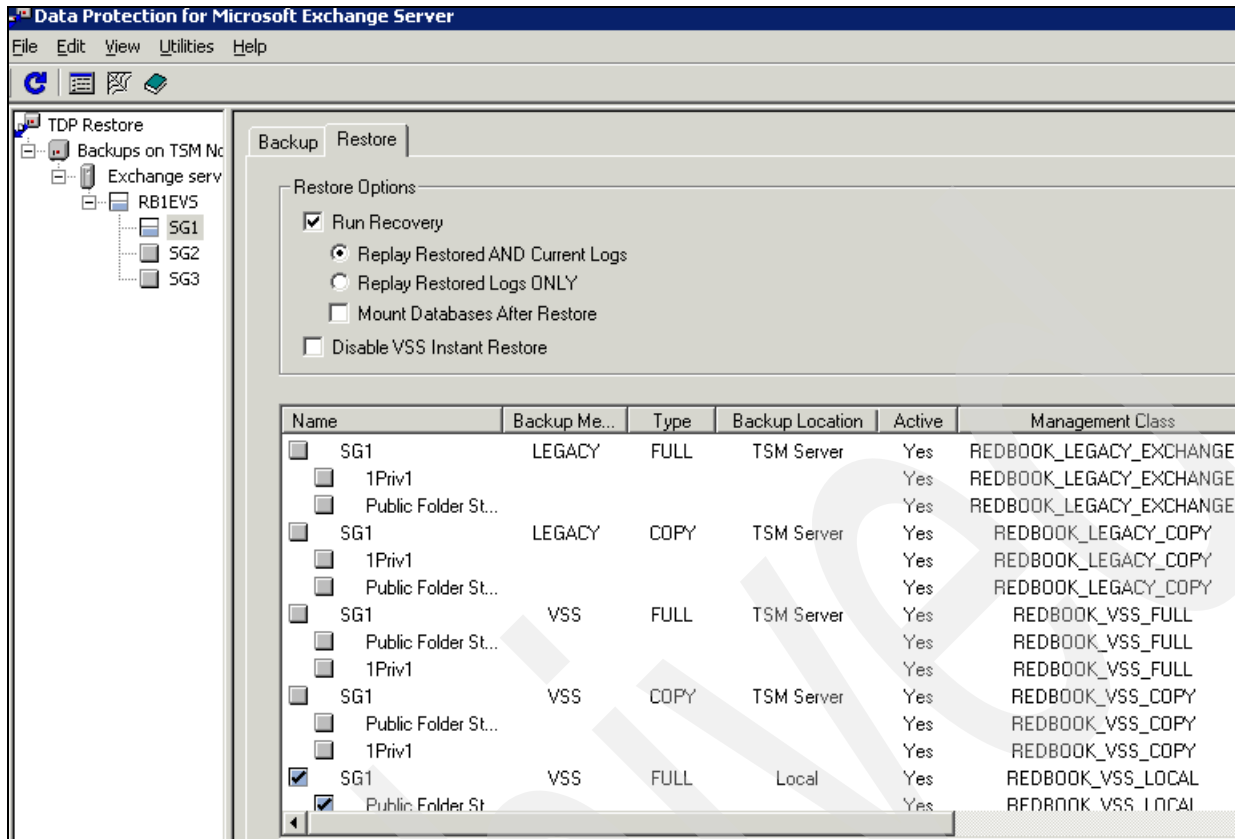 Data Protection for Microsoft Exchange Server
File Edit View Utilities Help
TDP Restore
Backups on TSM No
Exchange serv
RB1EVS
SG1
SG2
SG3
Backup Restore
Restore Options
Run Recovery
Replay Restored AND Current Logs
Replay Restored Logs ONLY
Mount Databases After Restore
Disable VSS Instant Restore
Name Backup Me... Type Backup Location Active Management Class
SG1 LEGACY FULL TSM Server Yes REDBOOK_LEGACY_EXCHANGE
1Priv1 Yes REDBOOK_LEGACY_EXCHANGE
Public Folder St... Yes REDBOOK_LEGACY_EXCHANGE
SG1 LEGACY COPY TSM Server Yes REDBOOK_LEGACY_COPY
1Priv1 Yes REDBOOK_LEGACY_COPY
Public Folder St... Yes REDBOOK_LEGACY_COPY
SG1 VSS FULL TSM Server Yes REDBOOK_VSS_FULL
Public Folder St... Yes REDBOOK_VSS_FULL
1Priv1 Yes REDBOOK_VSS_FULL
SG1 VSS COPY TSM Server Yes REDBOOK_VSS_COPY
Public Folder St... Yes REDBOOK_VSS_COPY
1Priv1 Yes REDBOOK_VSS_COPY
SG1 VSS FULL Local Yes REDBOOK_VSS_LOCAL
Public Folder St Yes REDBOOK_VSS_LOCAL